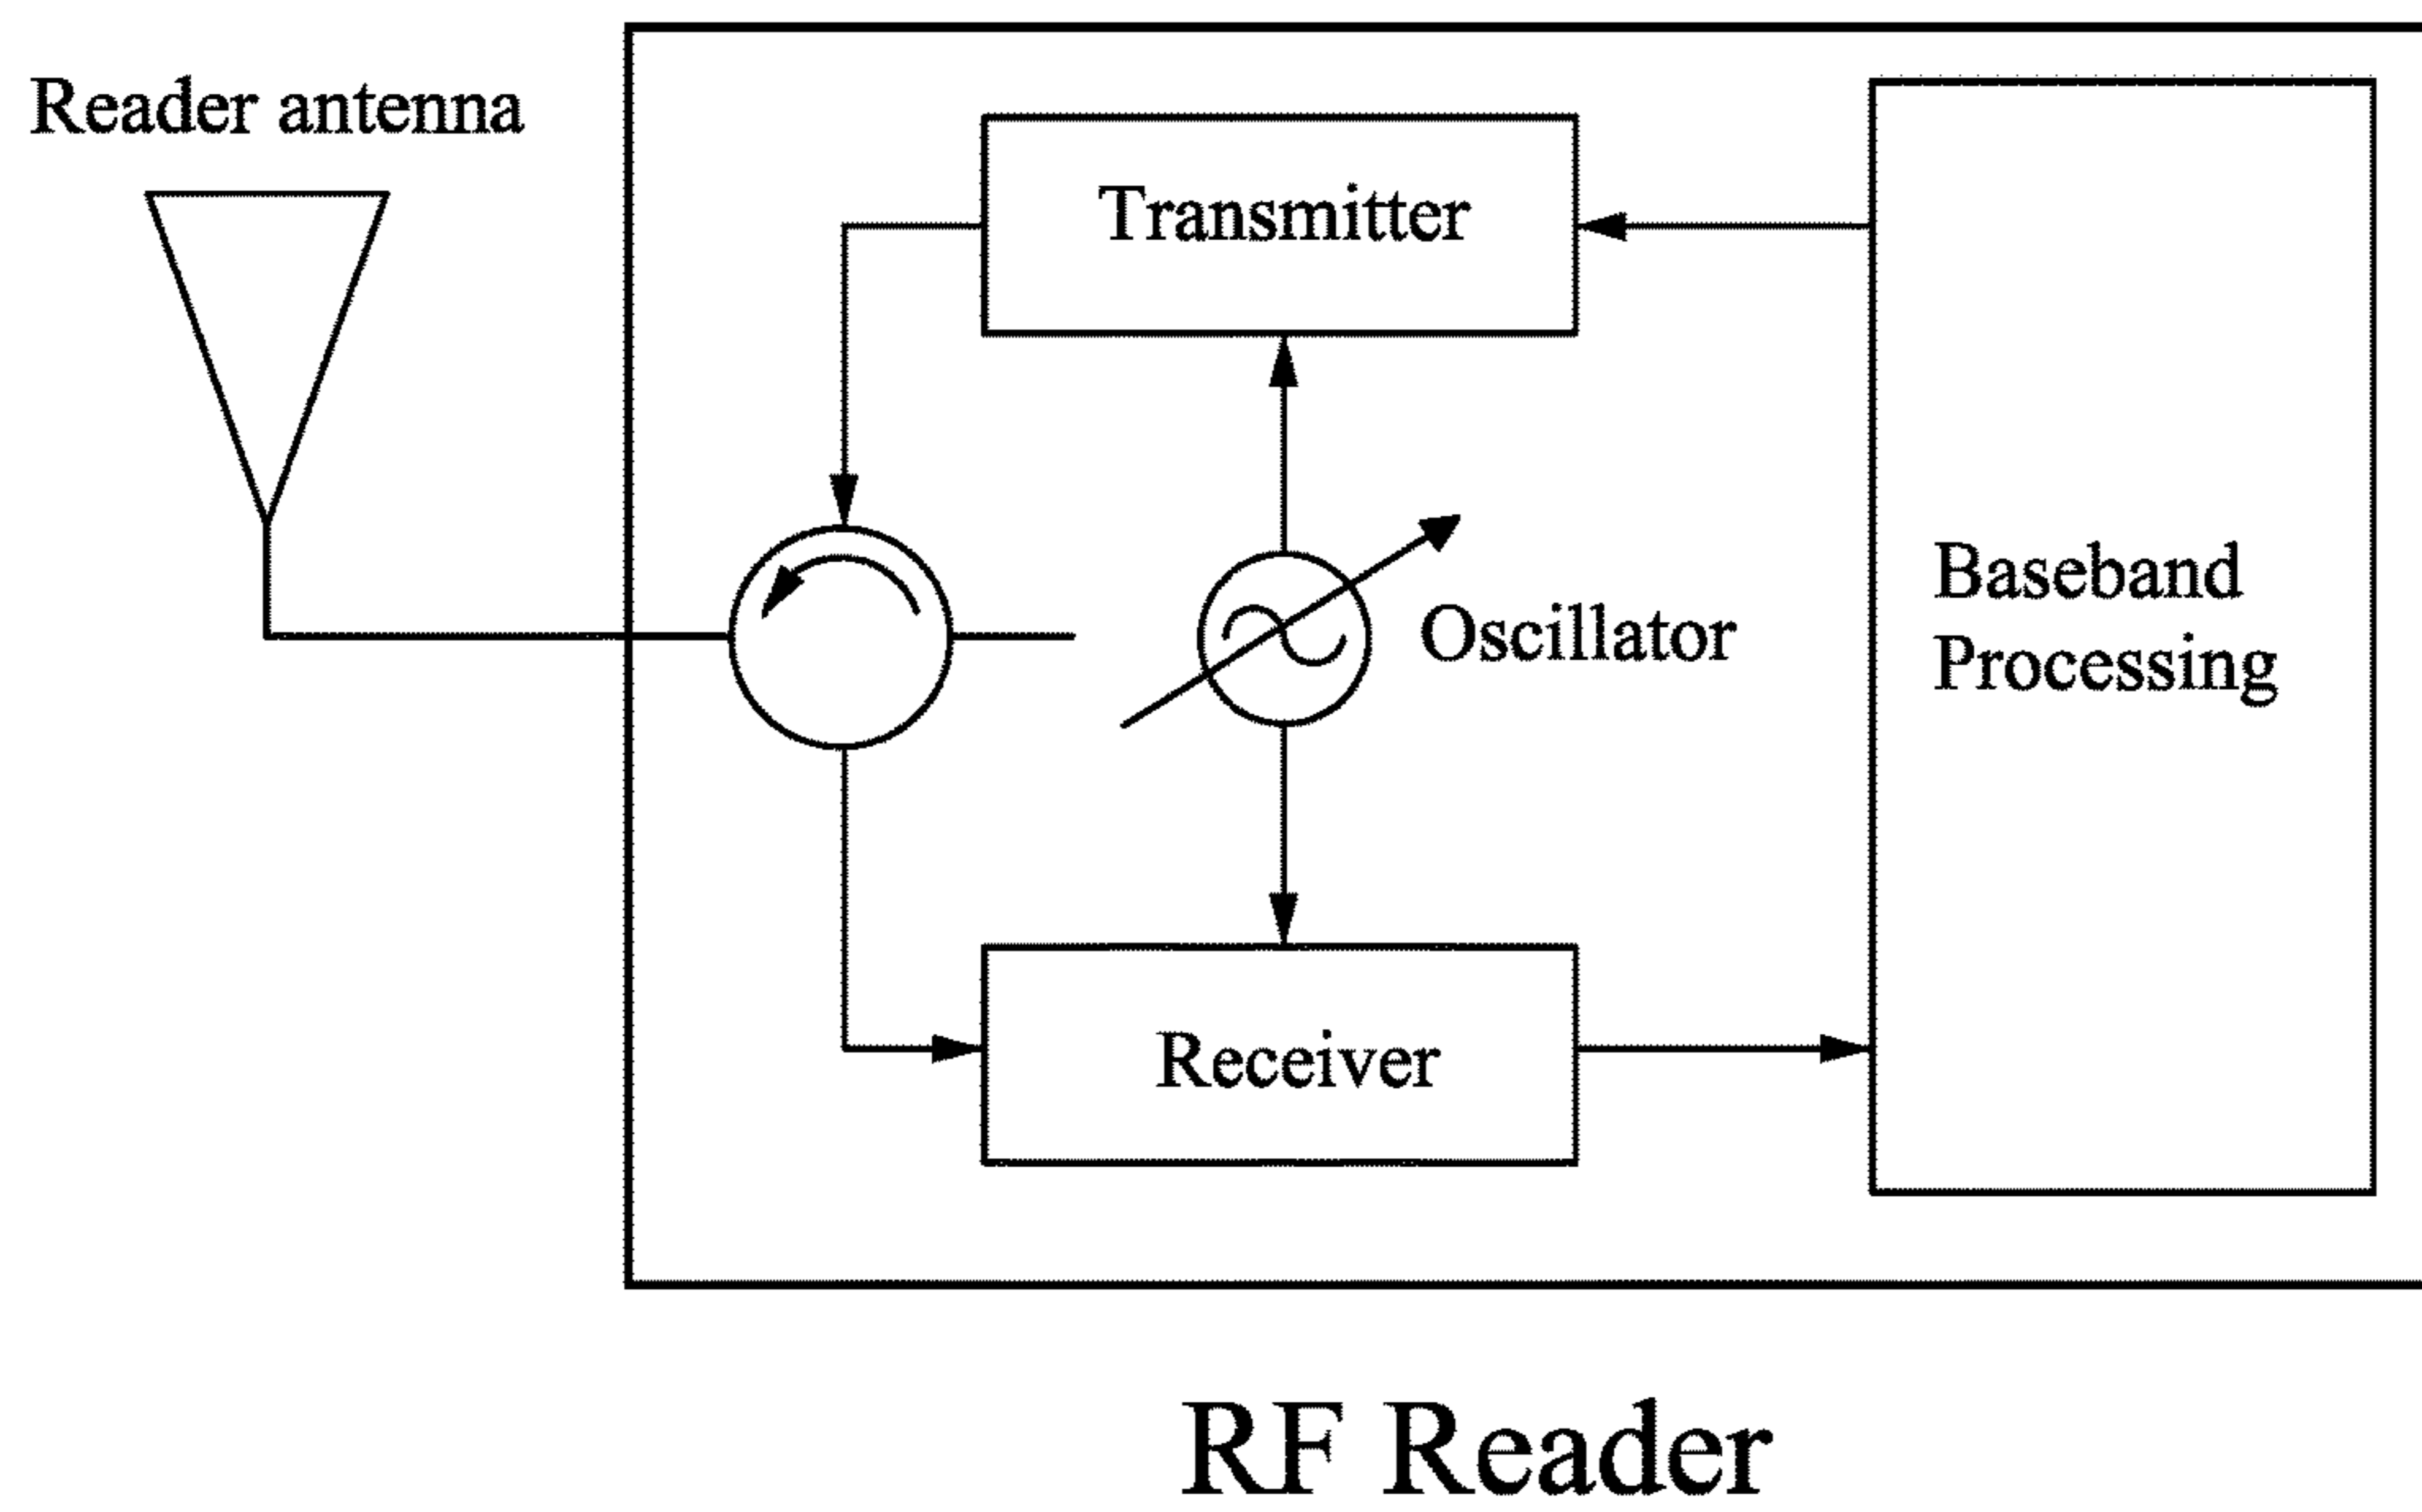 Reader antenna
Transmitter
Oscillator
Baseband
Processing
Receiver
RF Reader